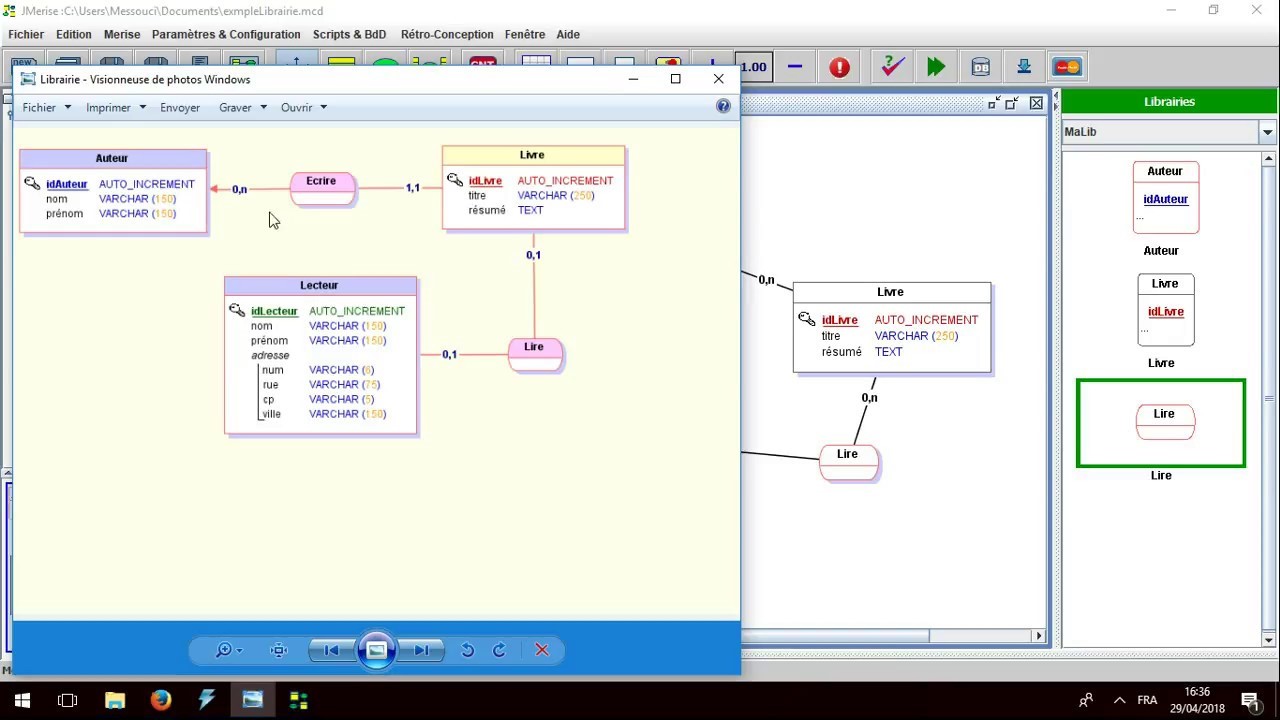 JMerise :C:\Users\Messouci\Documents\exmpleLibrairie.mcd
Fichier Edition Merise Paramètres & Configuration Scripts & BdD Rétro-Conception Fenêtre Aide
1.00
Librairie - Visionneuse de photos Windows
Fichier Imprimer Envoyer Graver Ouvrir
Auteur
idAuteur AUTO_INCREMENT
nom VARCHAR (150)
prénom VARCHAR (150)
0,n
Ecrire
1,1
Livre
idLivre AUTO_INCREMENT
titre VARCHAR (250)
résumé TEXT
0,1
Lecteur
idLecteur AUTO_INCREMENT
nom VARCHAR (150)
prénom VARCHAR (150)
adresse
num VARCHAR (6)
rue VARCHAR (75)
cp VARCHAR (5)
ville VARCHAR (150)
0,1
Lire
0,n
Livre
idLivre AUTO_INCREMENT
titre VARCHAR (250)
résumé TEXT
0,n
Lire
Librairies
MaLib
Auteur
idAuteur
...
Auteur
Livre
idLivre
...
Livre
Lire
Lire
FRA
16:36
29/04/2018
1